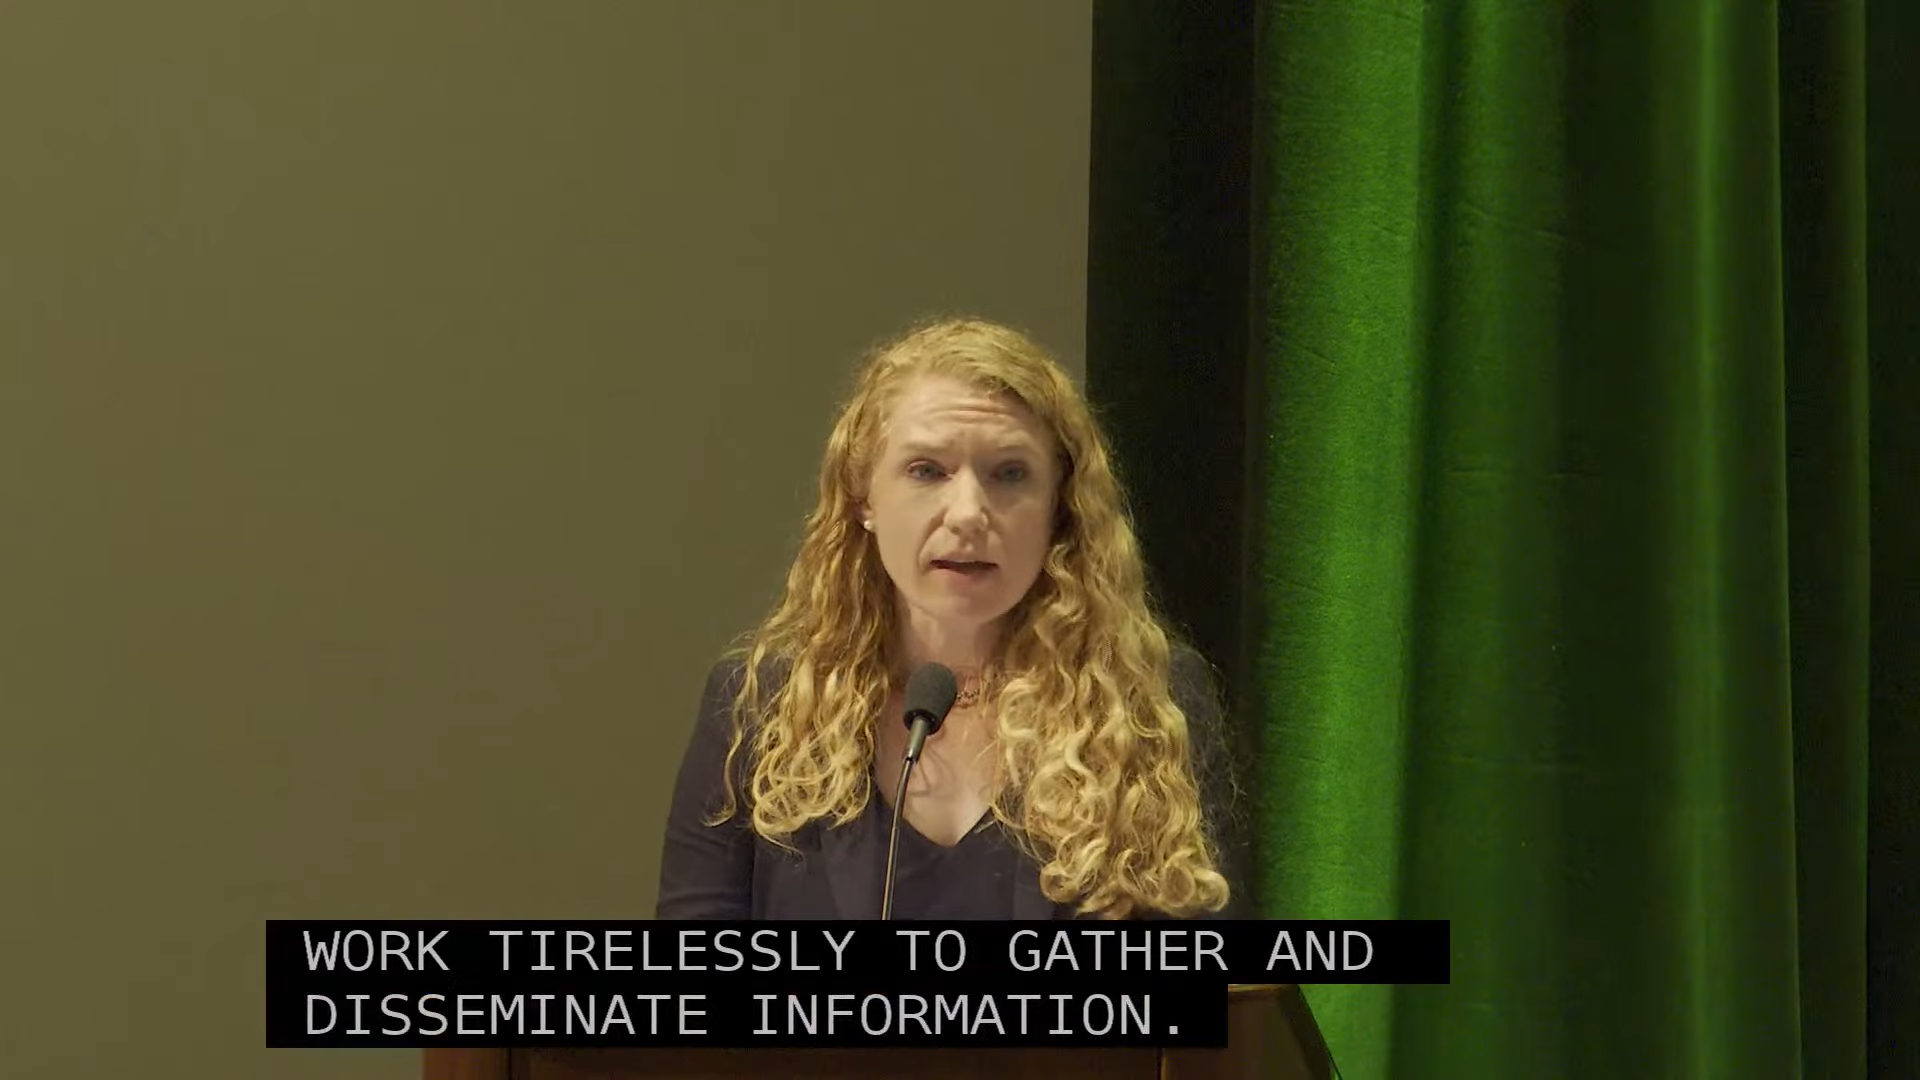 WORK TIRELESSLY TO GATHER AND
DISSEMINATE INFORMATION.